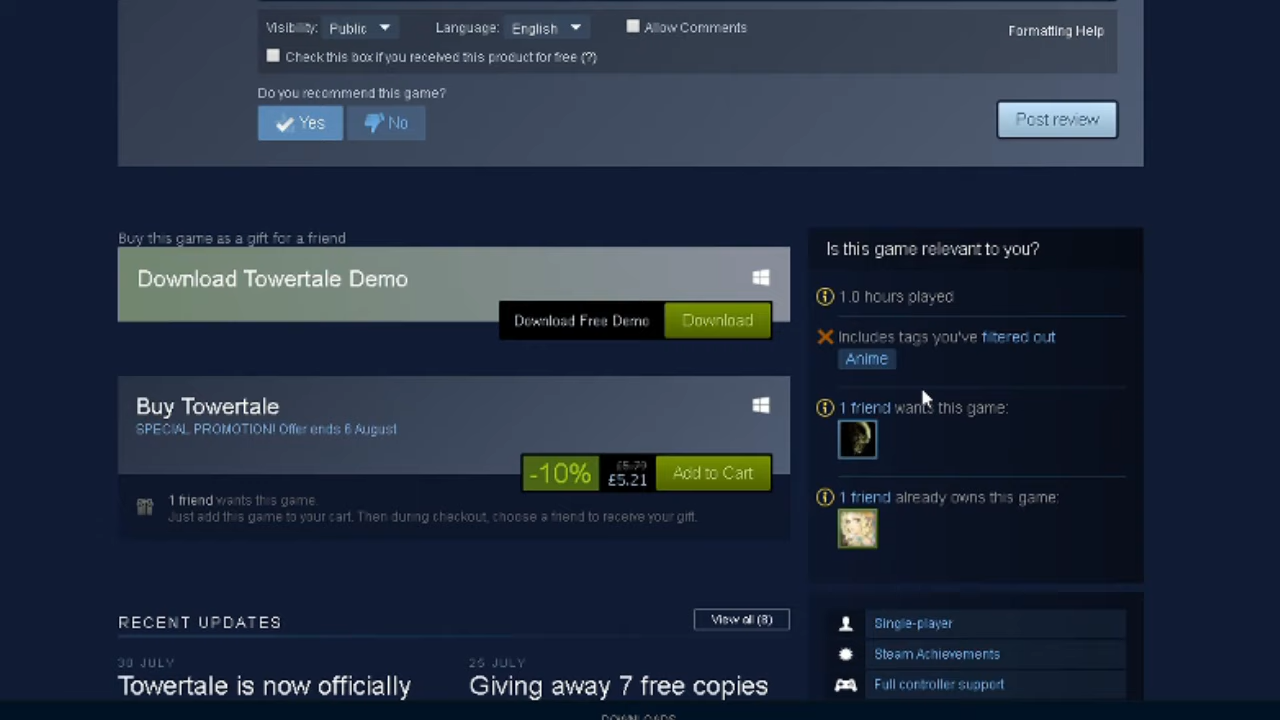 Visibility: Public Language: English Allow Comments Formatting Help
Check this box if you received this product for free (?)
Do you recommend this game?
Yes No Post review
Buy this game as a gift for a friend
Download Towertale Demo
Download Free Demo Download
Buy Towertale
SPECIAL PROMOTION! Offer ends 6 August
-10% £5.79 £5.21 Add to Cart
1 friend wants this game.
Just add this game to your cart. Then during checkout, choose a friend to receive your gift.
Is this game relevant to you?
1.0 hours played
Includes tags you've filtered out
Anime
1 friend wants this game:
1 friend already owns this game:
RECENT UPDATES View all (8)
30 JULY
Towertale is now officially
25 JULY
Giving away 7 free copies
Single-player
Steam Achievements
Full controller support
DOWNLOADS